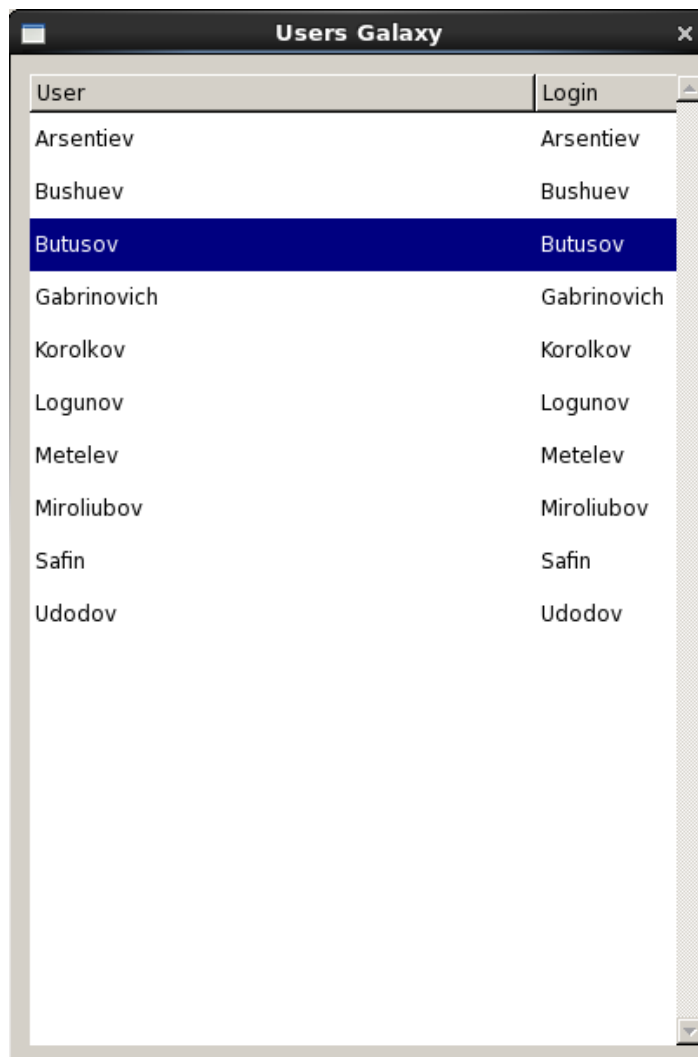 Users Galaxy
User Login
Arsentiev Arsentiev
Bushuev Bushuev
Butusov Butusov
Gabrinovich Gabrinovich
Korolkov Korolkov
Logunov Logunov
Metelev Metelev
Miroliubov Miroliubov
Safin Safin
Udodov Udodov